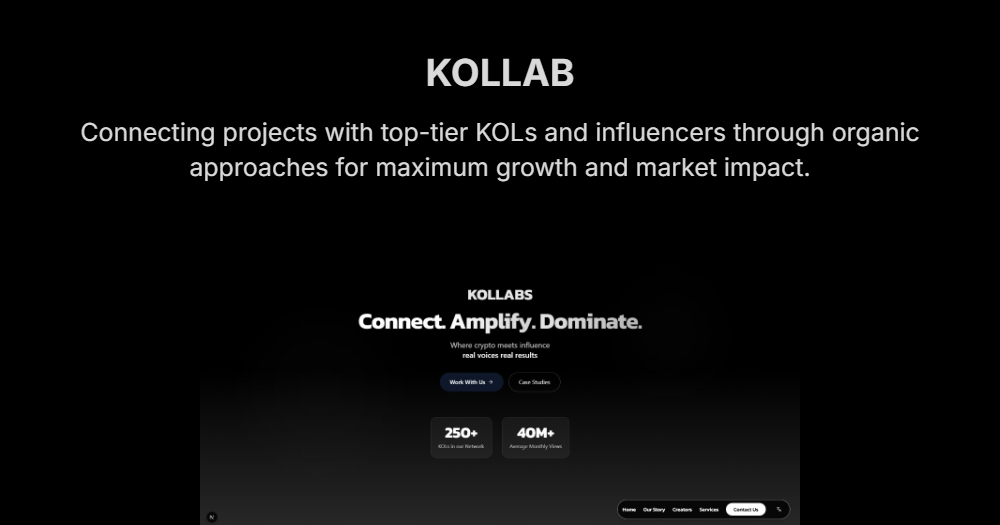 KOLLAB
Connecting projects with top-tier KOLs and influencers through organic
approaches for maximum growth and market impact.
KOLLABS
Connect. Amplify. Dominate.
Where crypto meets influence
real voices real results
Work With Us → Case Studies
250+ 40M+
KOLs in our Network Average Monthly Views
Home Our Story Creators Services Contact Us